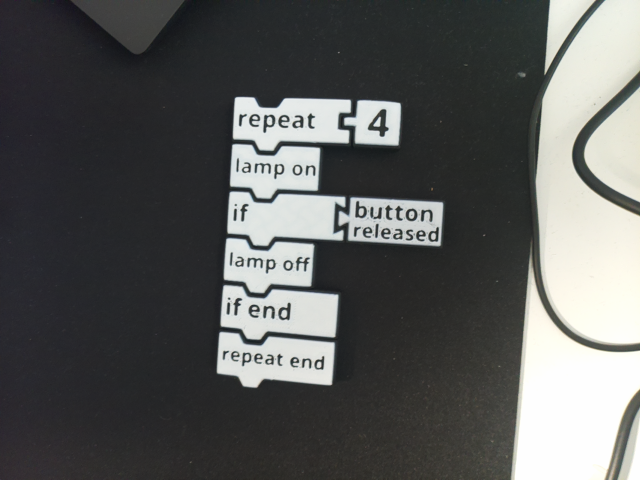 repeat 4
lamp on
if button
released
lamp off
if end
repeat end